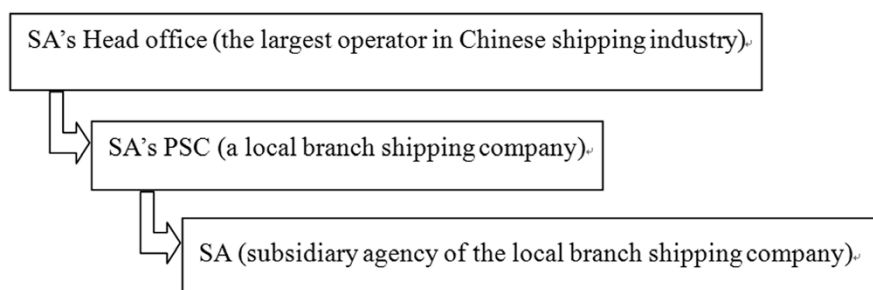 SA's Head office (the largest operator in Chinese shipping industry)
SA's PSC (a local branch shipping company)
SA (subsidiary agency of the local branch shipping company)